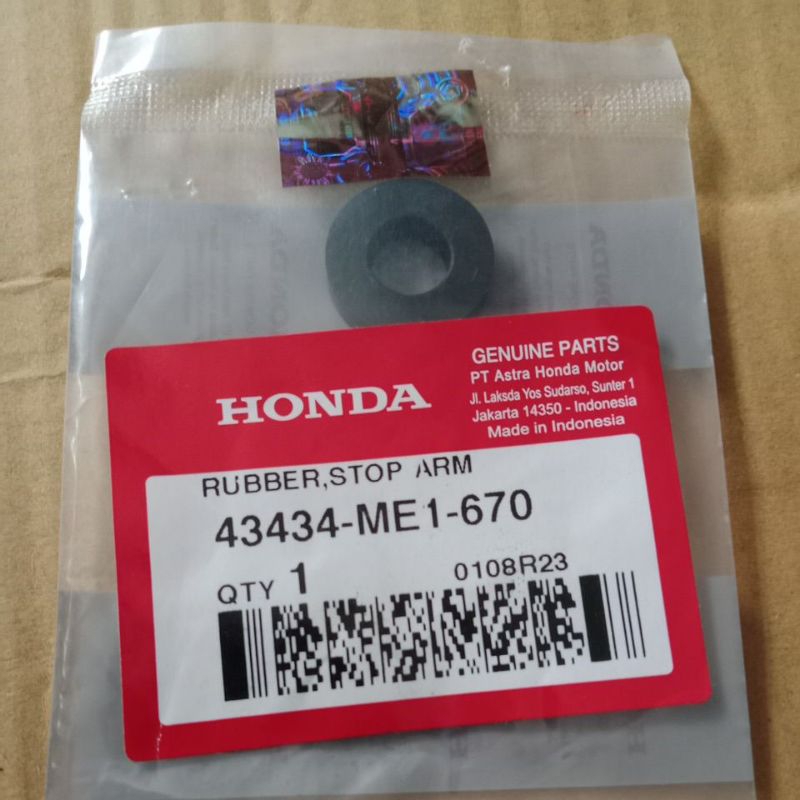 HONDA
GENUINE PARTS
PT Astra Honda Motor
Jl. Laksda Yos Sudarso, Sunter 1
Jakarta 14350 - Indonesia
Made in Indonesia
RUBBER,STOP ARM
43434-ME1-670
QTY 1
0108R23